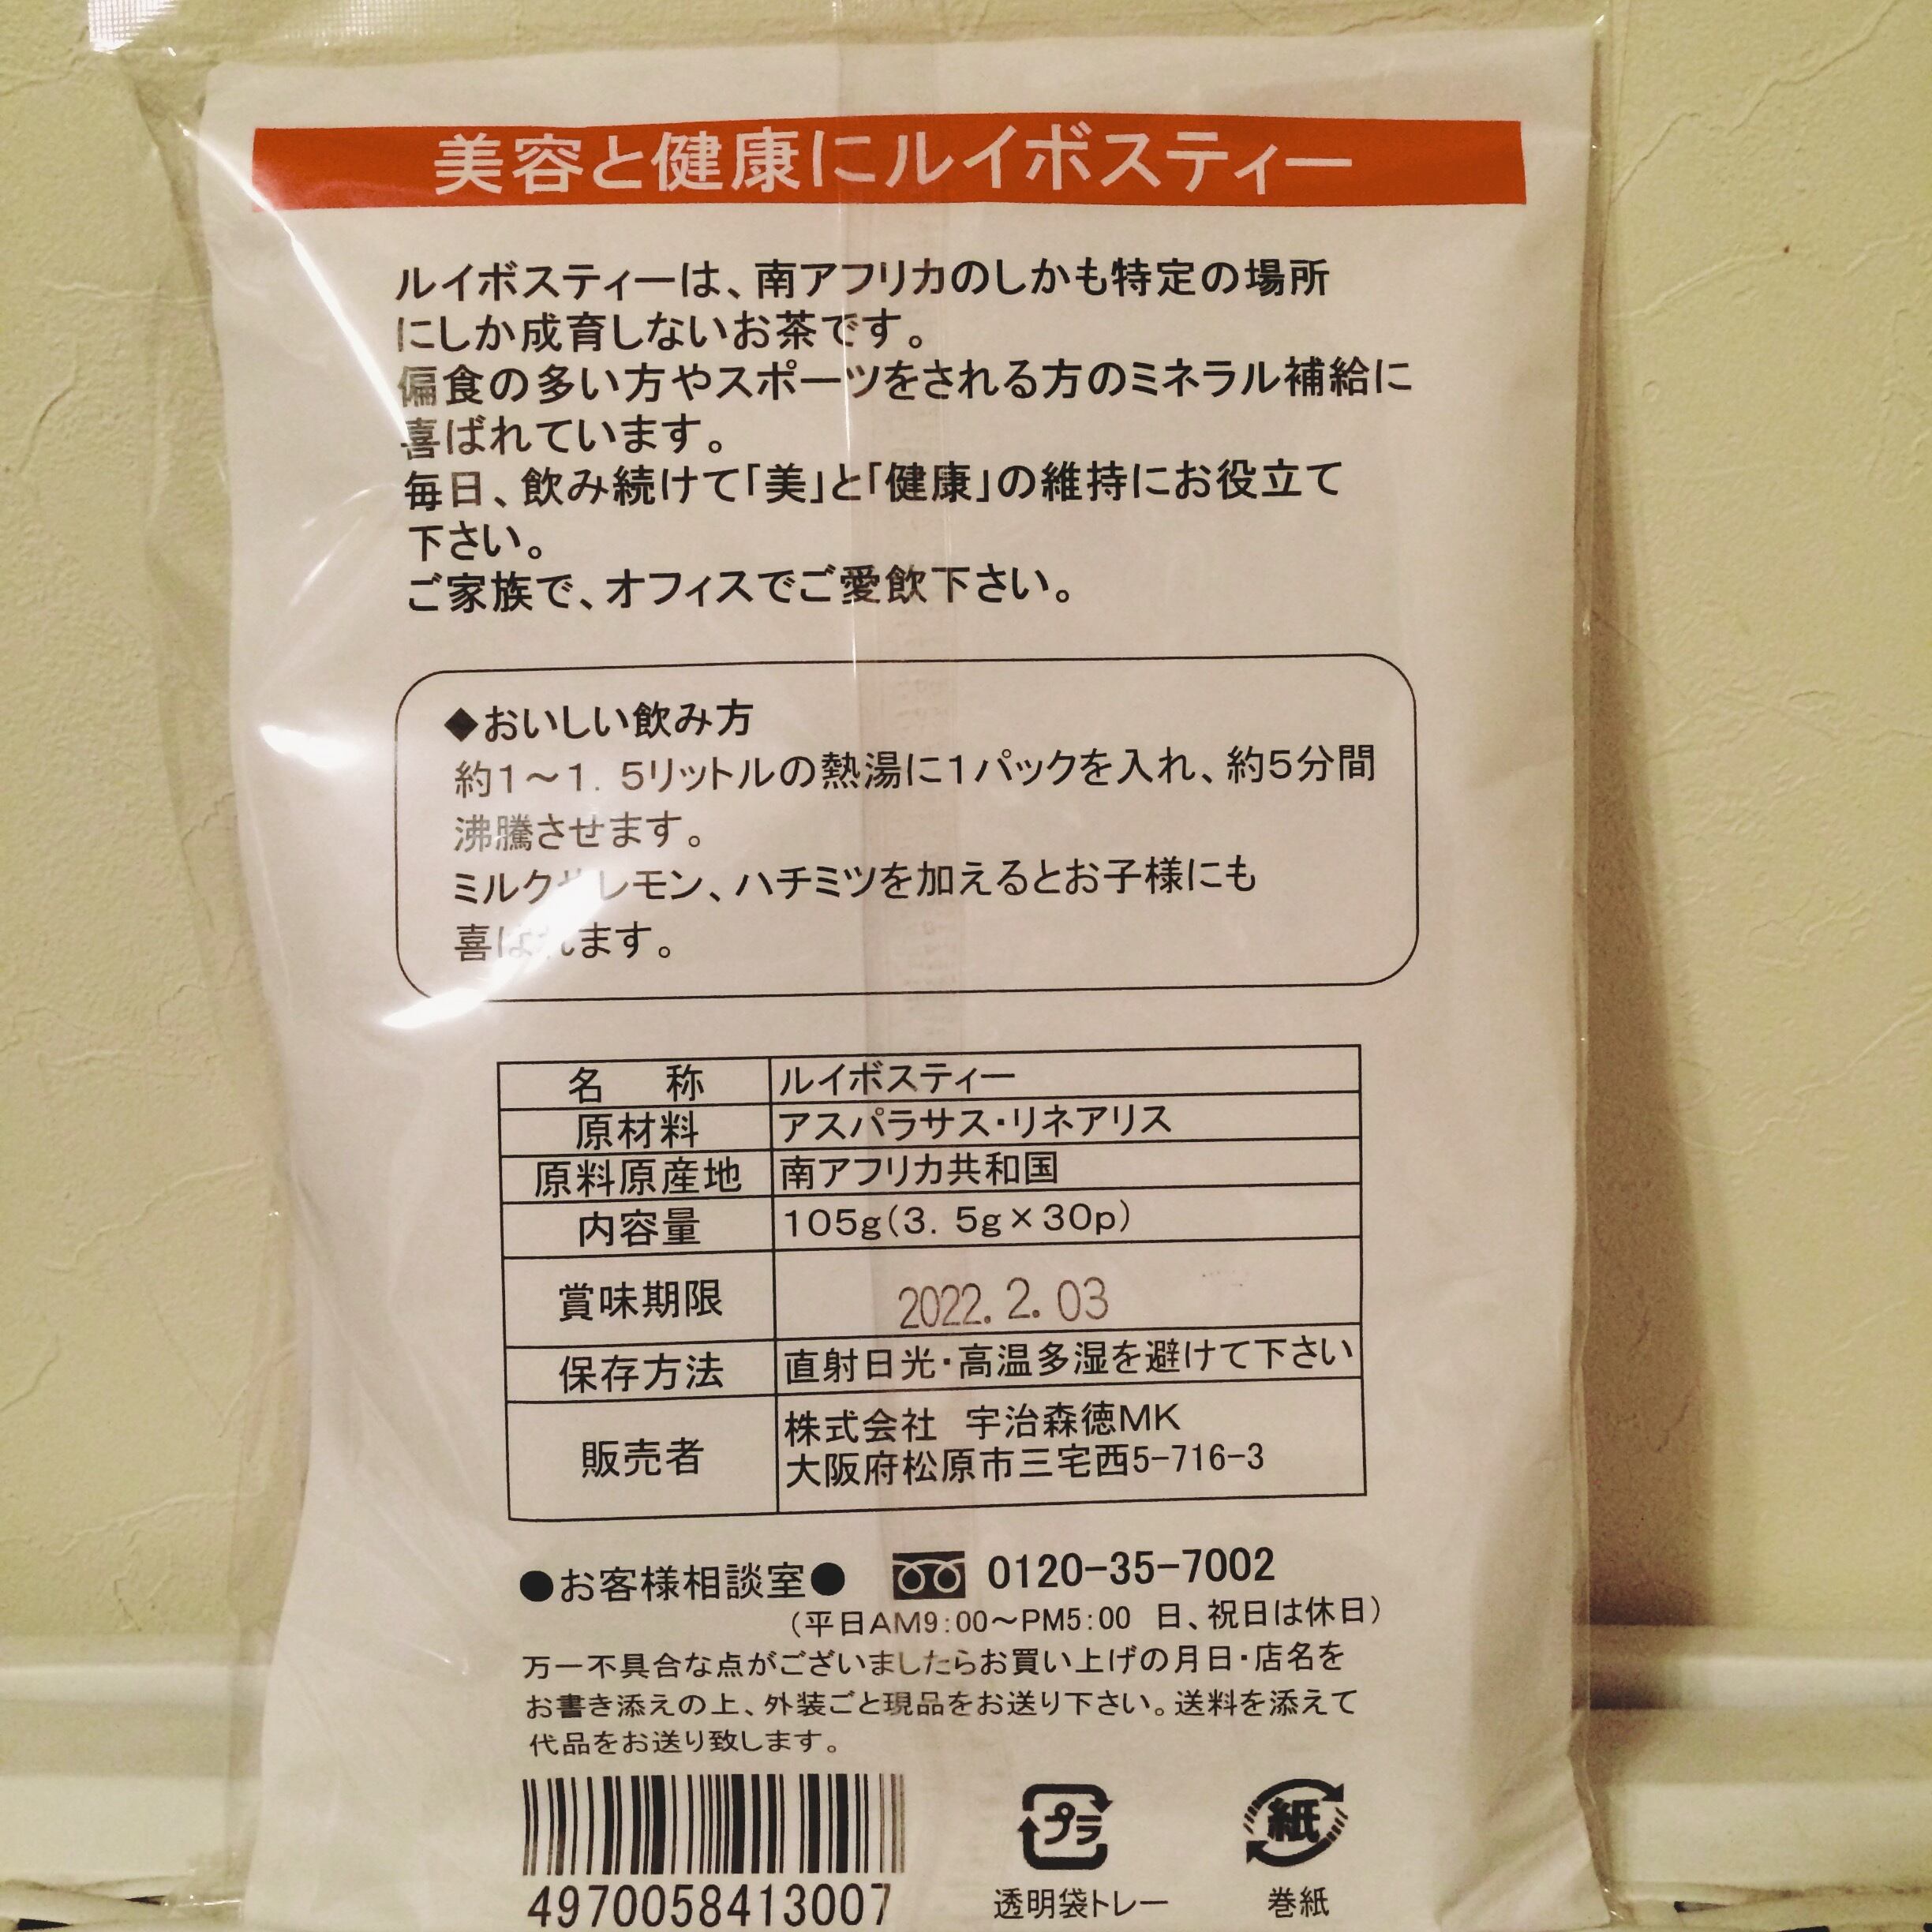 美容と健康にルイボスティー
ルイボスティーは、南アフリカのしかも特定の場所
にしか成育しないお茶です。
偏食の多い方やスポーツをされる方のミネラル補給に
喜ばれています。
毎日、飲み続けて「美」と「健康」の維持にお役立て
下さい。
ご家族で、オフィスでご愛飲下さい。
◆おいしい飲み方
約1～1.5リットルの熱湯に1パックを入れ、約5分間
沸騰させます。
ミルクやレモン、ハチミツを加えるとお子様にも
喜ばれます。
名 称 ルイボスティー
原材料 アスパラサス・リネアリス
原料原産地 南アフリカ共和国
内容量 105g(3.5g×30p)
賞味期限 2022.2.03
保存方法 直射日光・高温多湿を避けて下さい
販売者 株式会社 宇治森徳MK
大阪府松原市三宅西5-716-3
●お客様相談室● 0120-35-7002
(平日AM9:00～PM5:00 日、祝日は休日)
万一不具合な点がございましたらお買い上げの月日・店名を
お書き添えの上、外装ごと現品をお送り下さい。送料を添えて
代品をお送り致します。
4970058413007
プラ
透明袋トレー
紙
巻紙